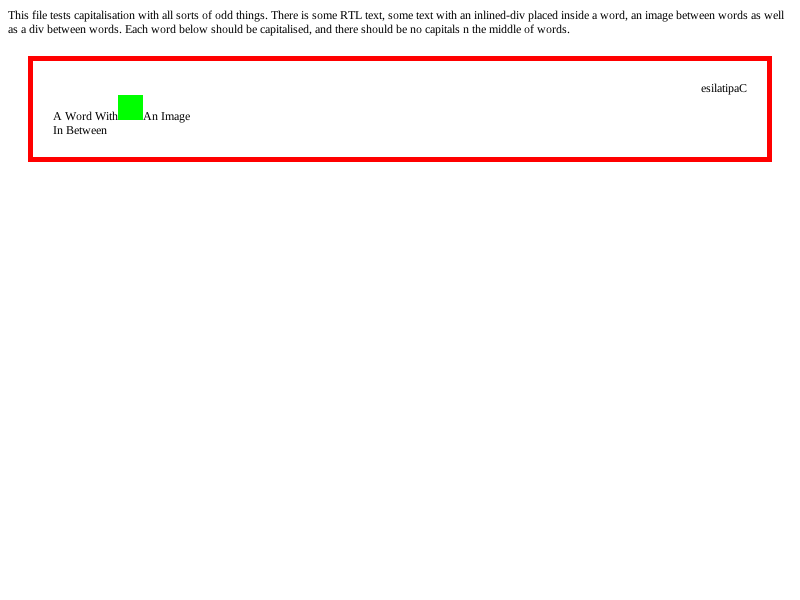 This file tests capitalisation with all sorts of odd things. There is some RTL text, some text with an inlined-div placed inside a word, an image between words as well
as a div between words. Each word below should be capitalised, and there should be no capitals n the middle of words.
esilatipaC
A Word With An Image
In Between